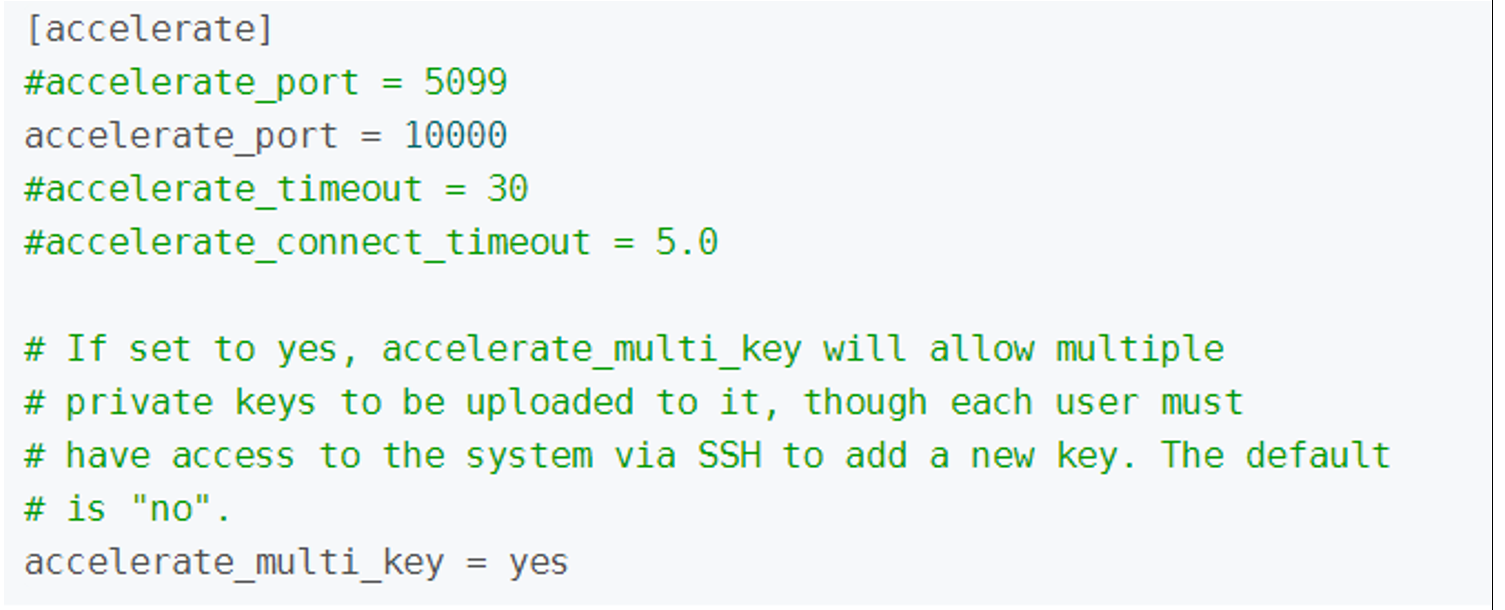 [accelerate]
#accelerate_port = 5099
accelerate_port = 10000
#accelerate_timeout = 30
#accelerate_connect_timeout = 5.0

# If set to yes, accelerate_multi_key will allow multiple
# private keys to be uploaded to it, though each user must
# have access to the system via SSH to add a new key. The default
# is "no".
accelerate_multi_key = yes